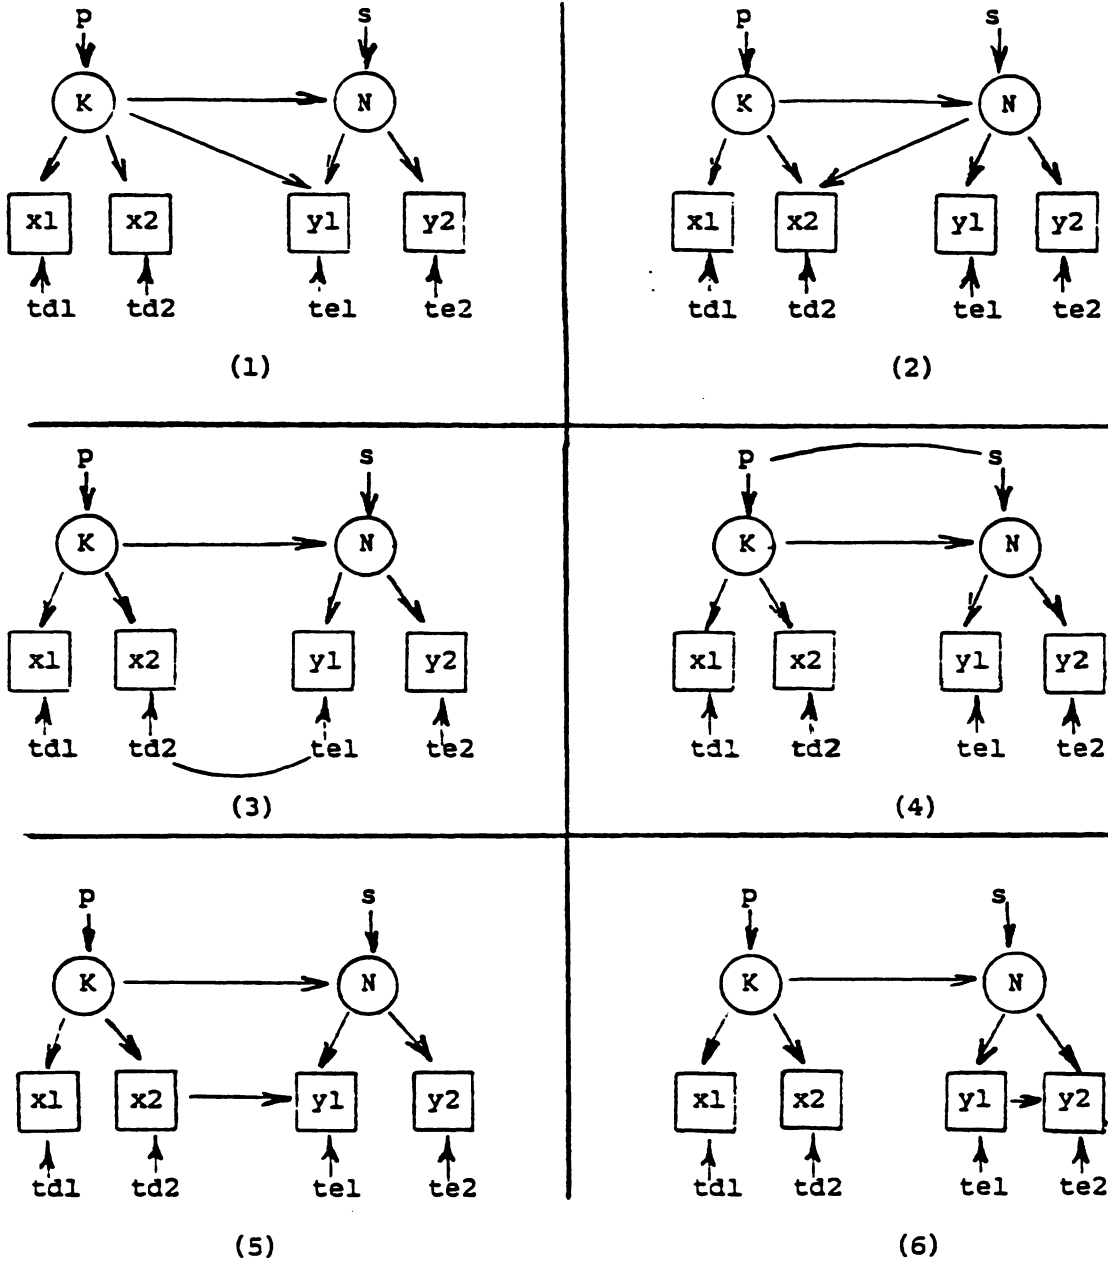 p s p s
K N K N
x1 x2 y1 y2 x1 x2 y1 y2
td1 td2 te1 te2 td1 td2 te1 te2
(1) (2)
p s p s
K N K N
x1 x2 y1 y2 x1 x2 y1 y2
td1 td2 te1 te2 td1 td2 te1 te2
(3) (4)
p s p s
K N K N
x1 x2 y1 y2 x1 x2 y1 y2
td1 td2 te1 te2 td1 td2 te1 te2
(5) (6)